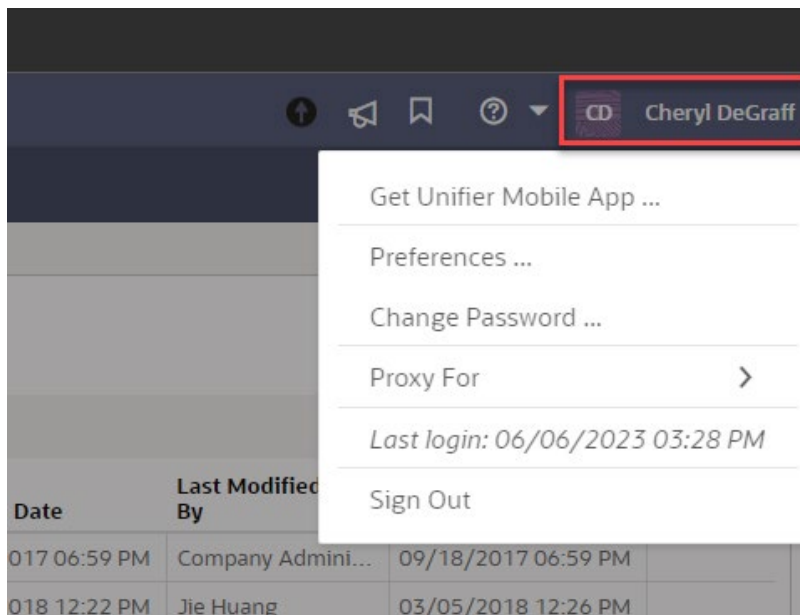 CD Cheryl DeGraff
Get Unifier Mobile App ...
Preferences ...
Change Password ...
Proxy For
Last login: 06/06/2023 03:28 PM
Sign Out
Date Last Modified By
017 06:59 PM Company Admini... 09/18/2017 06:59 PM
018 12:22 PM Jie Huang 03/05/2018 12:26 PM